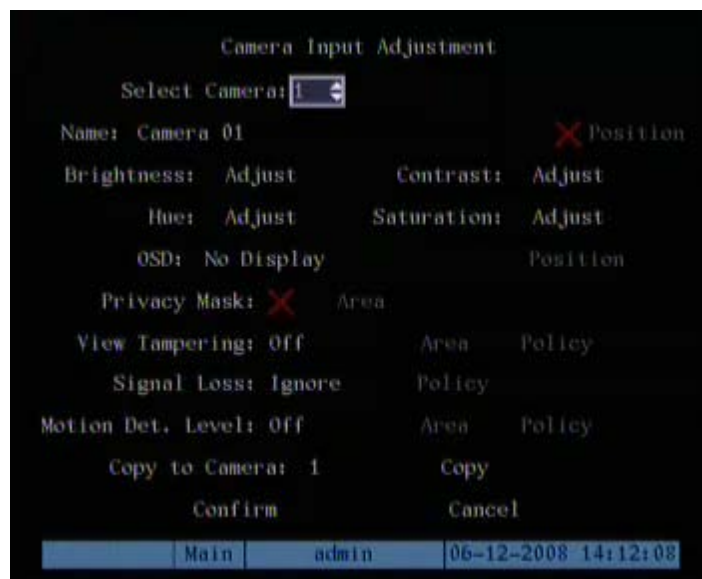 Camera Input Adjustment
Select Camera: 1
Name: Camera 01 Position
Brightness: Adjust Contrast: Adjust
Hue: Adjust Saturation: Adjust
OSD: No Display Position
Privacy Mask: Area
View Tampering: Off Area Policy
Signal Loss: Ignore Policy
Motion Det. Level: Off Area Policy
Copy to Camera: 1 Copy
Confirm Cancel
Main admin 06-12-2008 14:12:08